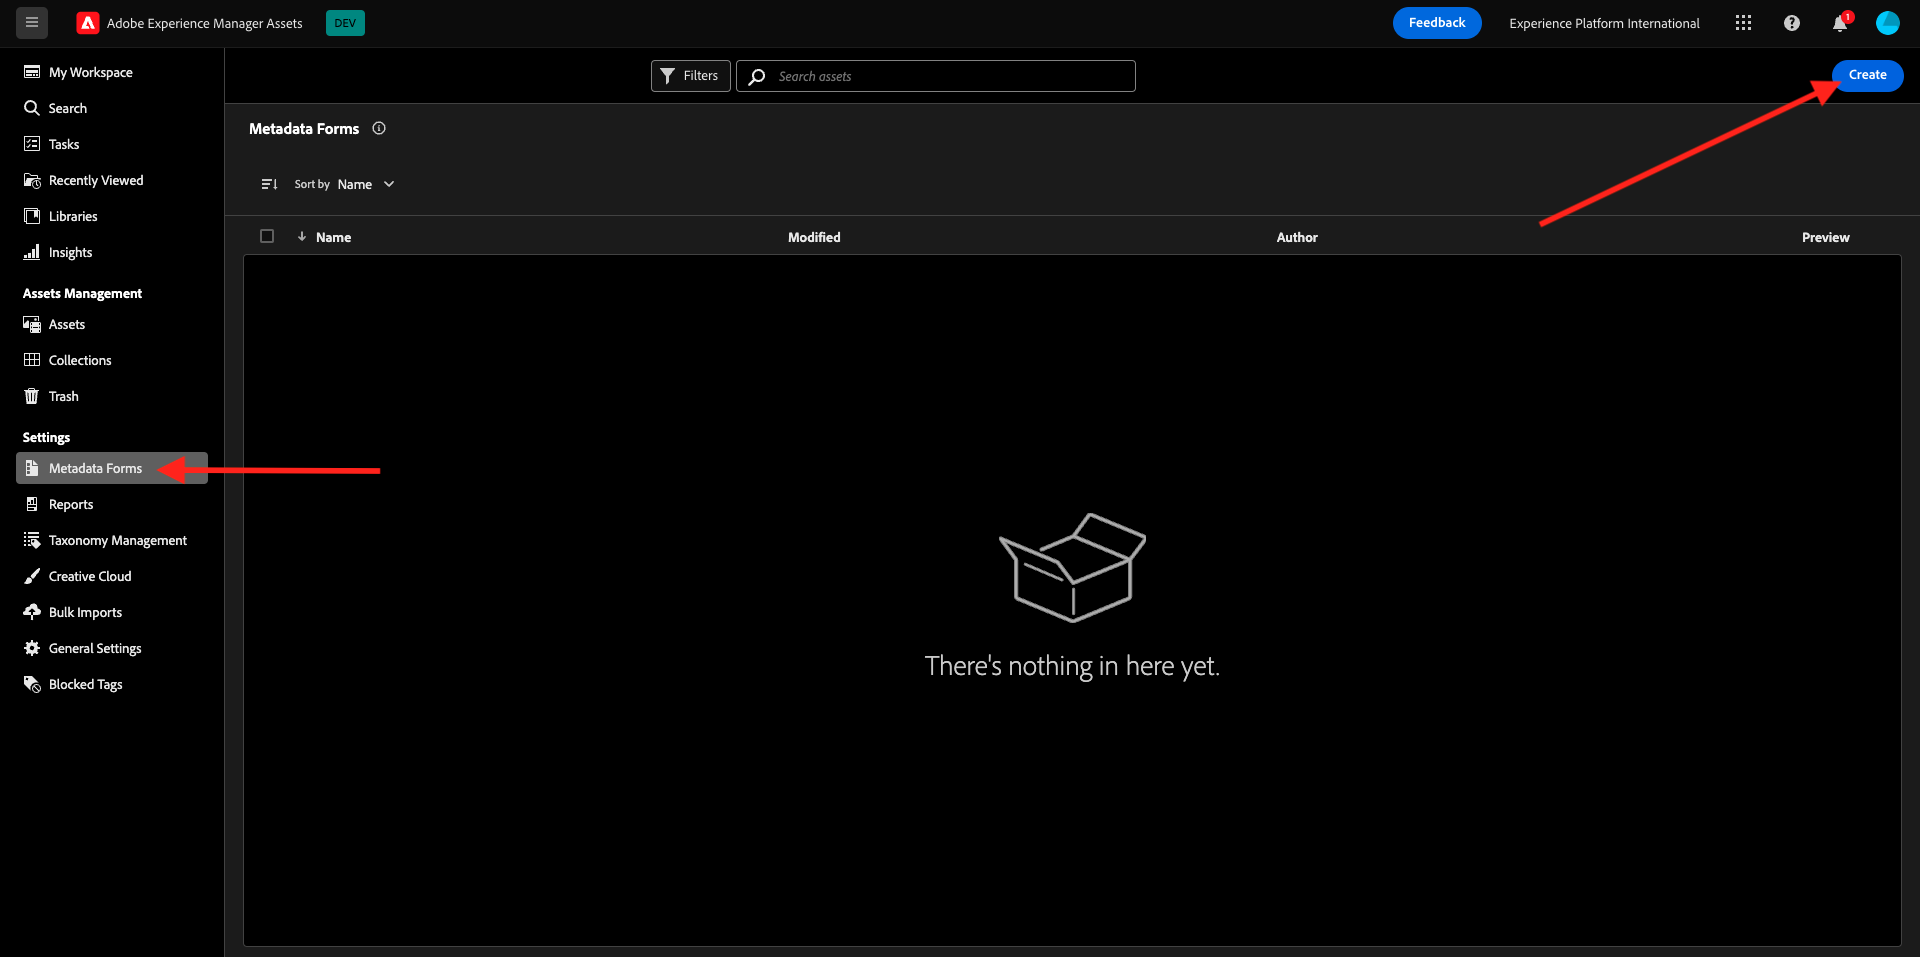 Adobe Experience Manager Assets
DEV
Feedback
Experience Platform International
1
My Workspace
Search
Tasks
Recently Viewed
Libraries
Insights
Assets Management
Assets
Collections
Trash
Settings
Metadata Forms
Reports
Taxonomy Management
Creative Cloud
Bulk Imports
General Settings
Blocked Tags
Filters
Search assets
Create
Metadata Forms
Sort by Name
Name Modified Author Preview
There's nothing in here yet.